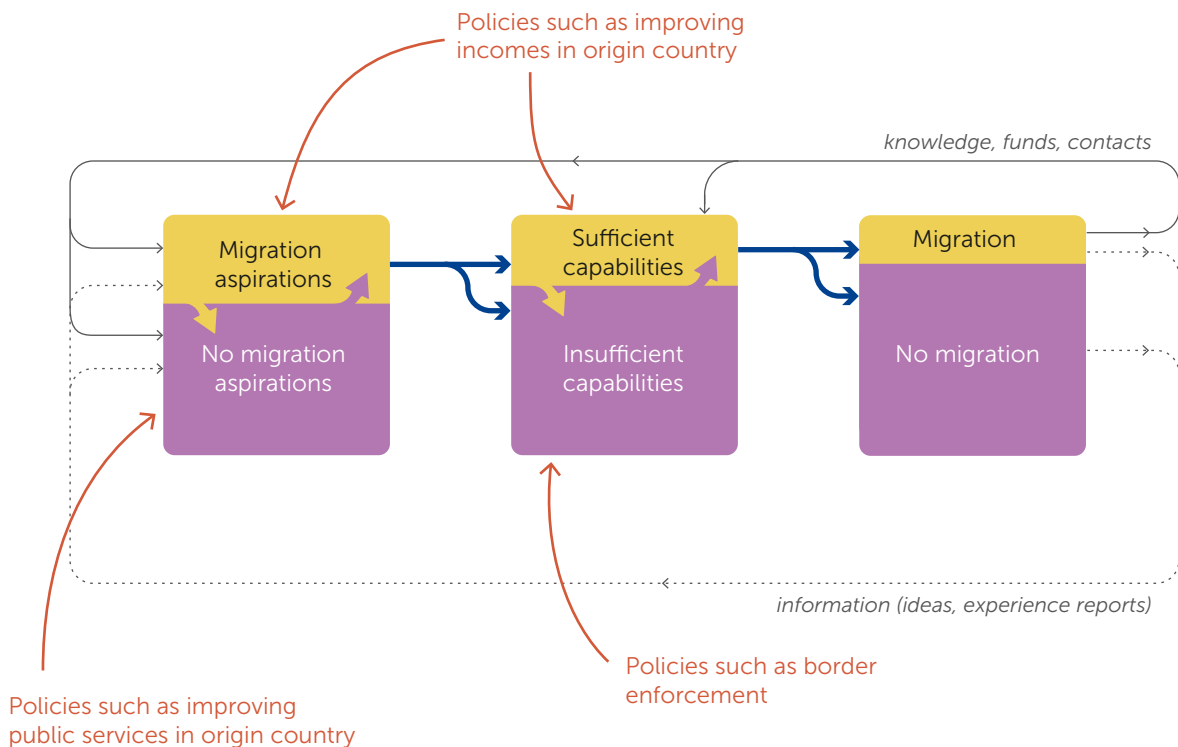 Policies such as improving
incomes in origin country
knowledge, funds, contacts
Migration
aspirations
No migration
aspirations
Sufficient
capabilities
Insufficient
capabilities
Migration
No migration
information (ideas, experience reports)
Policies such as border
enforcement
Policies such as improving
public services in origin country